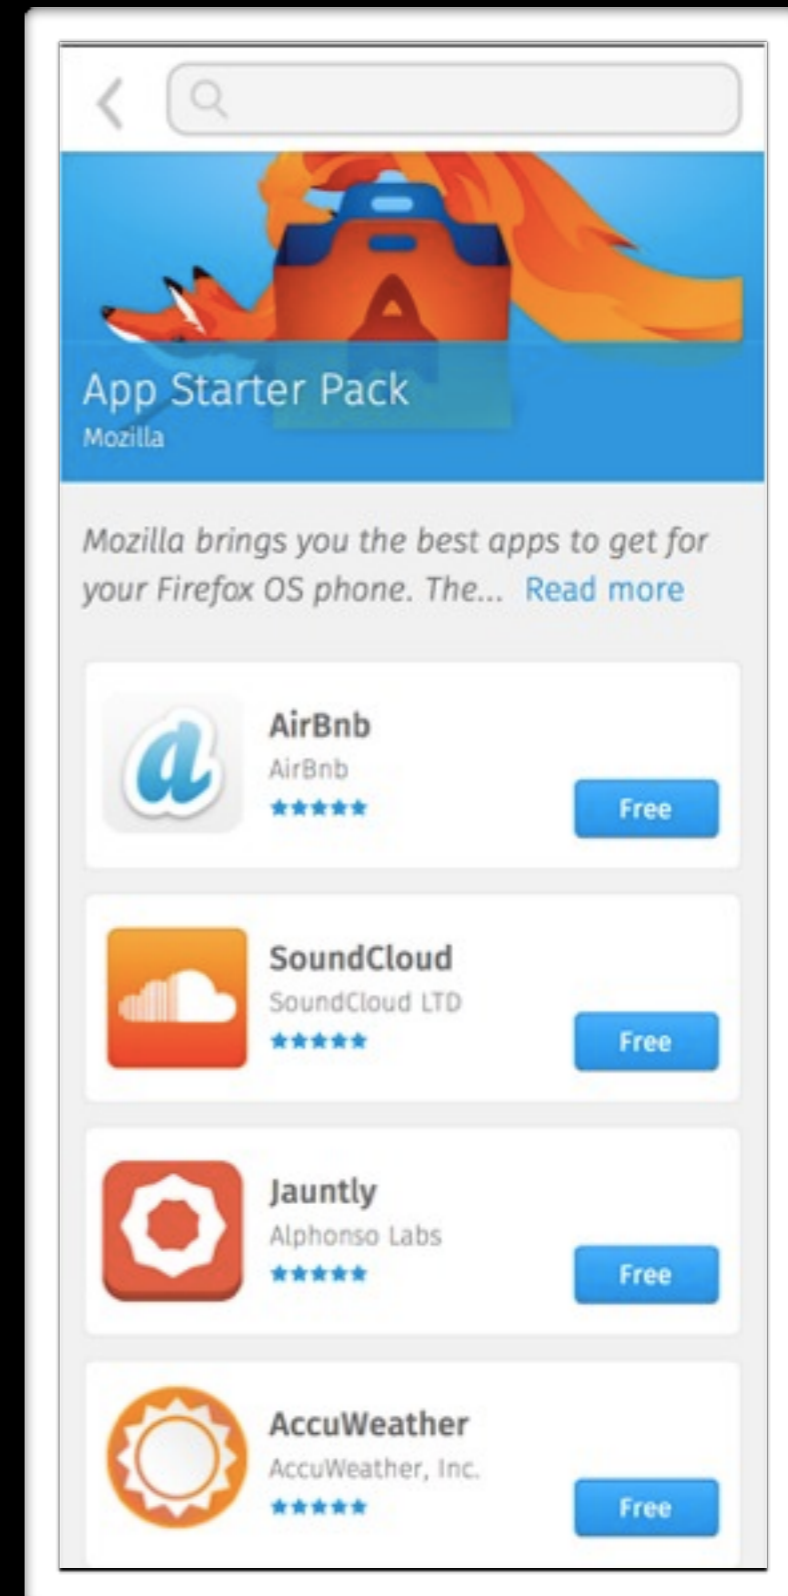 App Starter Pack
Mozilla
Mozilla brings you the best apps to get for
your Firefox OS phone. The... Read more
AirBnb
AirBnb
Free
SoundCloud
SoundCloud LTD
Free
Jauntly
Alphonso Labs
Free
AccuWeather
AccuWeather, Inc.
Free